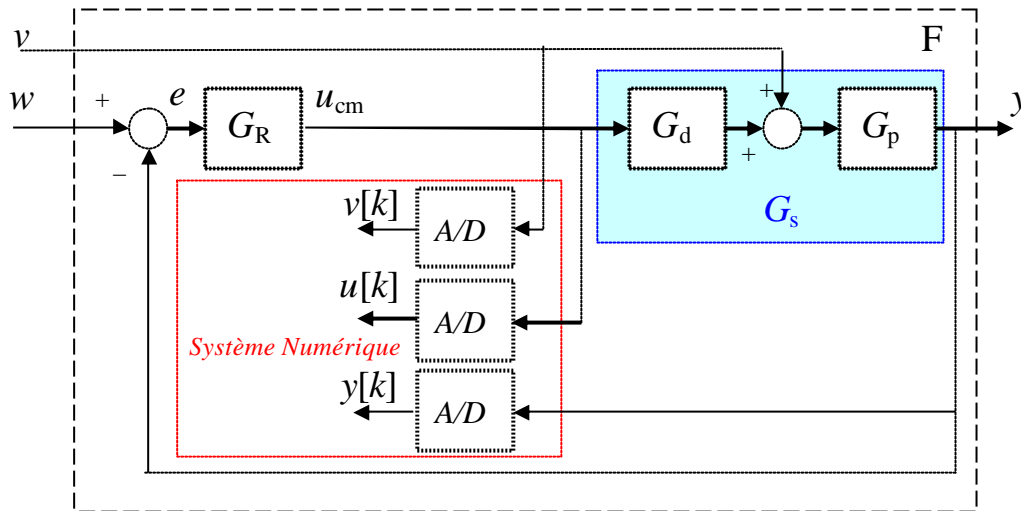 v
F
w
+
e
G_R
u_cm
G_d
+
+
G_p
y
−
G_s
v[k]
A/D
u[k]
A/D
Système Numérique
y[k]
A/D